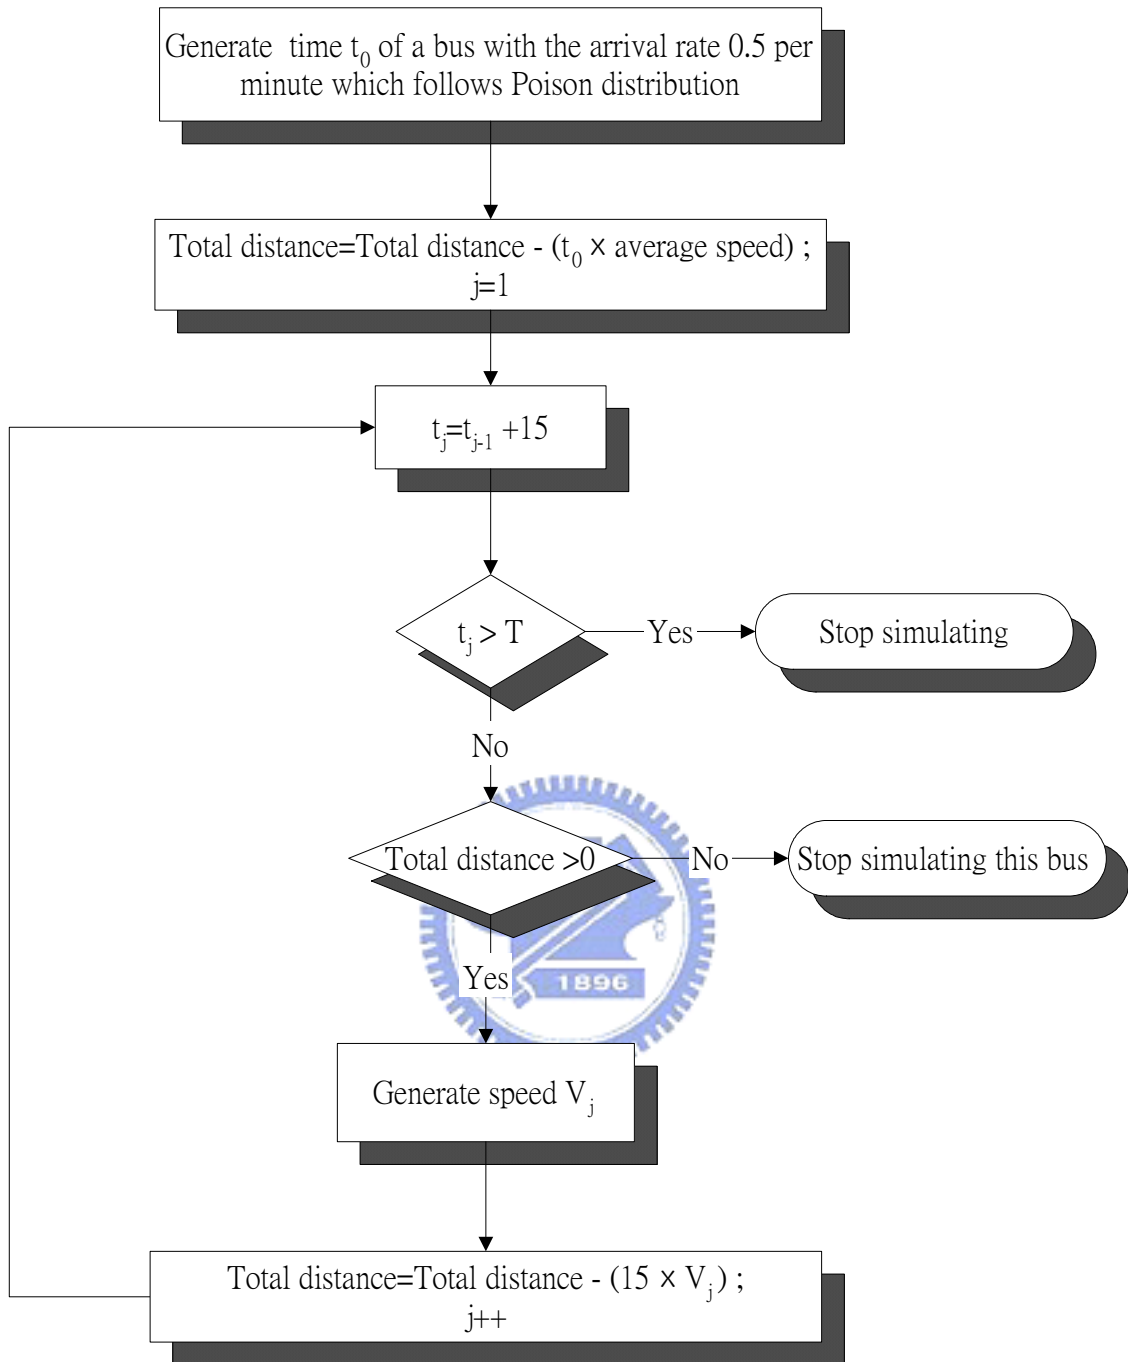 Generate time t₀ of a bus with the arrival rate 0.5 per
minute which follows Poison distribution
Total distance=Total distance - (t₀ × average speed) ;
j=1
tⱼ=tⱼ₋₁ +15
tⱼ > T
Yes
Stop simulating
No
Total distance >0
No
Stop simulating this bus
Yes
1896
Generate speed Vⱼ
Total distance=Total distance - (15 × Vⱼ) ;
j++